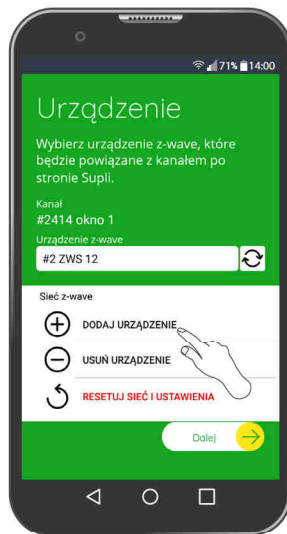 71% 14:00
Urządzenie
Wybierz urządzenie z-wave, które
będzie powiązane z kanałem po
stronie Supli.
Kanał
#2414 okno 1
Urządzenie z-wave
#2 ZWS 12
Sieć z-wave
DODAJ URZĄDZENIE
USUŃ URZĄDZENIE
RESETUJ SIEĆ I USTAWIENIA
Dalej